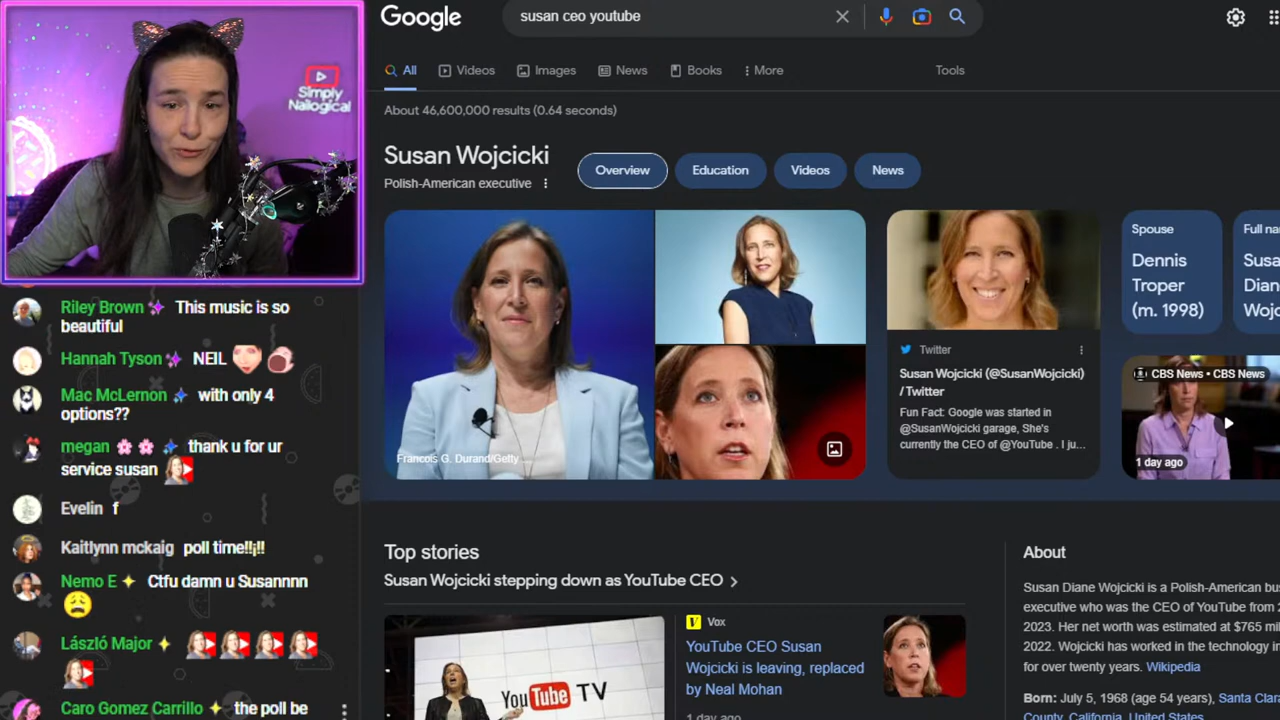 Simply
Nailogical
Riley Brown This music is so
beautiful
Hannah Tyson NEIL
Mac McLernon with only 4
options??
megan thank u for ur
service susan
Evelin f
Kaitlynn mckaig poll time!!¡!!
Nemo E Ctfu damn u Susannnn
László Major
Caro Gomez Carrillo the poll be
Google
susan ceo youtube
All
Videos
Images
News
Books
More
Tools
About 46,600,000 results (0.64 seconds)
Susan Wojcicki
Polish-American executive
Overview
Education
Videos
News
Francois G. Durand/Getty ...
Twitter
Susan Wojcicki (@SusanWojcicki)
/ Twitter
Fun Fact: Google was started in
@SusanWojcicki garage, She's
currently the CEO of @YouTube . I ju...
Spouse
Dennis
Troper
(m. 1998)
Full na
Susa
Dian
Wojc
CBS News • CBS News
1 day ago
Top stories
Susan Wojcicki stepping down as YouTube CEO
YouTube TV
Vox
YouTube CEO Susan
Wojcicki is leaving, replaced
by Neal Mohan
1 day ago
About
Susan Diane Wojcicki is a Polish-American bus
executive who was the CEO of YouTube from 2
2023. Her net worth was estimated at $765 mil
2022. Wojcicki has worked in the technology in
for over twenty years. Wikipedia
Born: July 5, 1968 (age 54 years), Santa Clara
County, California, United States